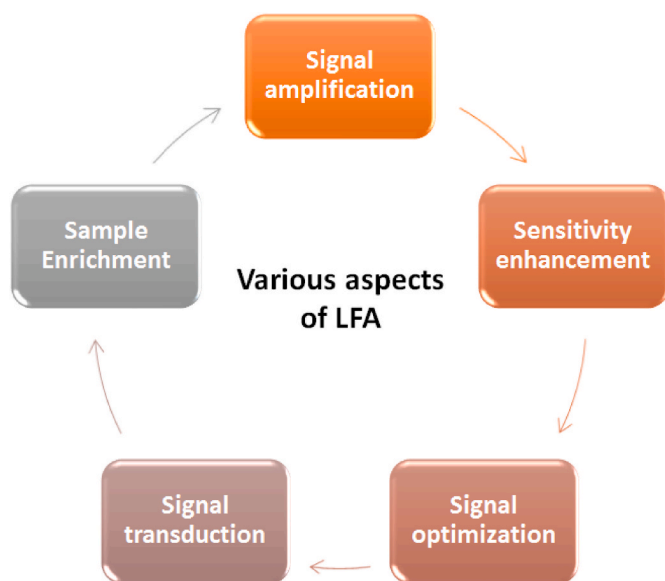 Signal
amplification
Sensitivity
enhancement
Signal
optimization
Signal
transduction
Sample
Enrichment
Various aspects
of LFA